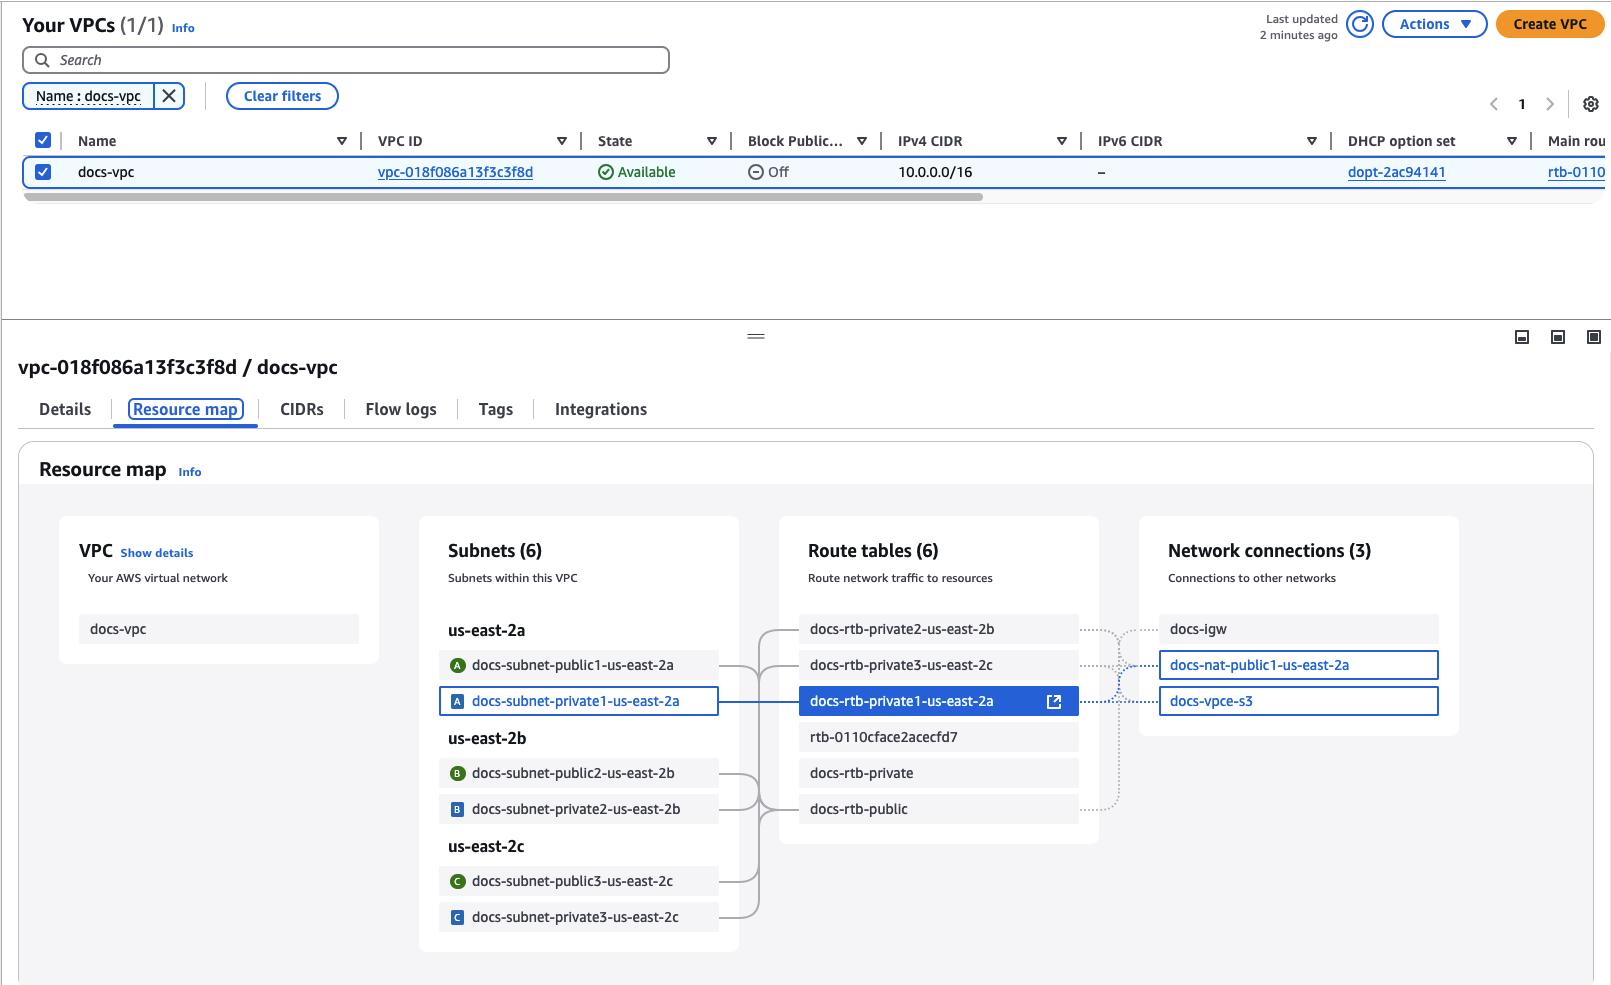 Your VPCs (1/1) Info
Last updated
2 minutes ago
Actions
Create VPC
Search
Name : docs-vpc
Clear filters
1
Name VPC ID State Block Public... IPv4 CIDR IPv6 CIDR DHCP option set Main rou
docs-vpc vpc-018f086a13f3c3f8d Available Off 10.0.0.0/16 – dopt-2ac94141 rtb-0110
vpc-018f086a13f3c3f8d / docs-vpc
Details Resource map CIDRs Flow logs Tags Integrations
Resource map Info
VPC Show details
Your AWS virtual network
docs-vpc
Subnets (6)
Subnets within this VPC
us-east-2a
A docs-subnet-public1-us-east-2a
A docs-subnet-private1-us-east-2a
us-east-2b
B docs-subnet-public2-us-east-2b
B docs-subnet-private2-us-east-2b
us-east-2c
C docs-subnet-public3-us-east-2c
C docs-subnet-private3-us-east-2c
Route tables (6)
Route network traffic to resources
docs-rtb-private2-us-east-2b
docs-rtb-private3-us-east-2c
docs-rtb-private1-us-east-2a
rtb-0110cface2acecfd7
docs-rtb-private
docs-rtb-public
Network connections (3)
Connections to other networks
docs-igw
docs-nat-public1-us-east-2a
docs-vpce-s3